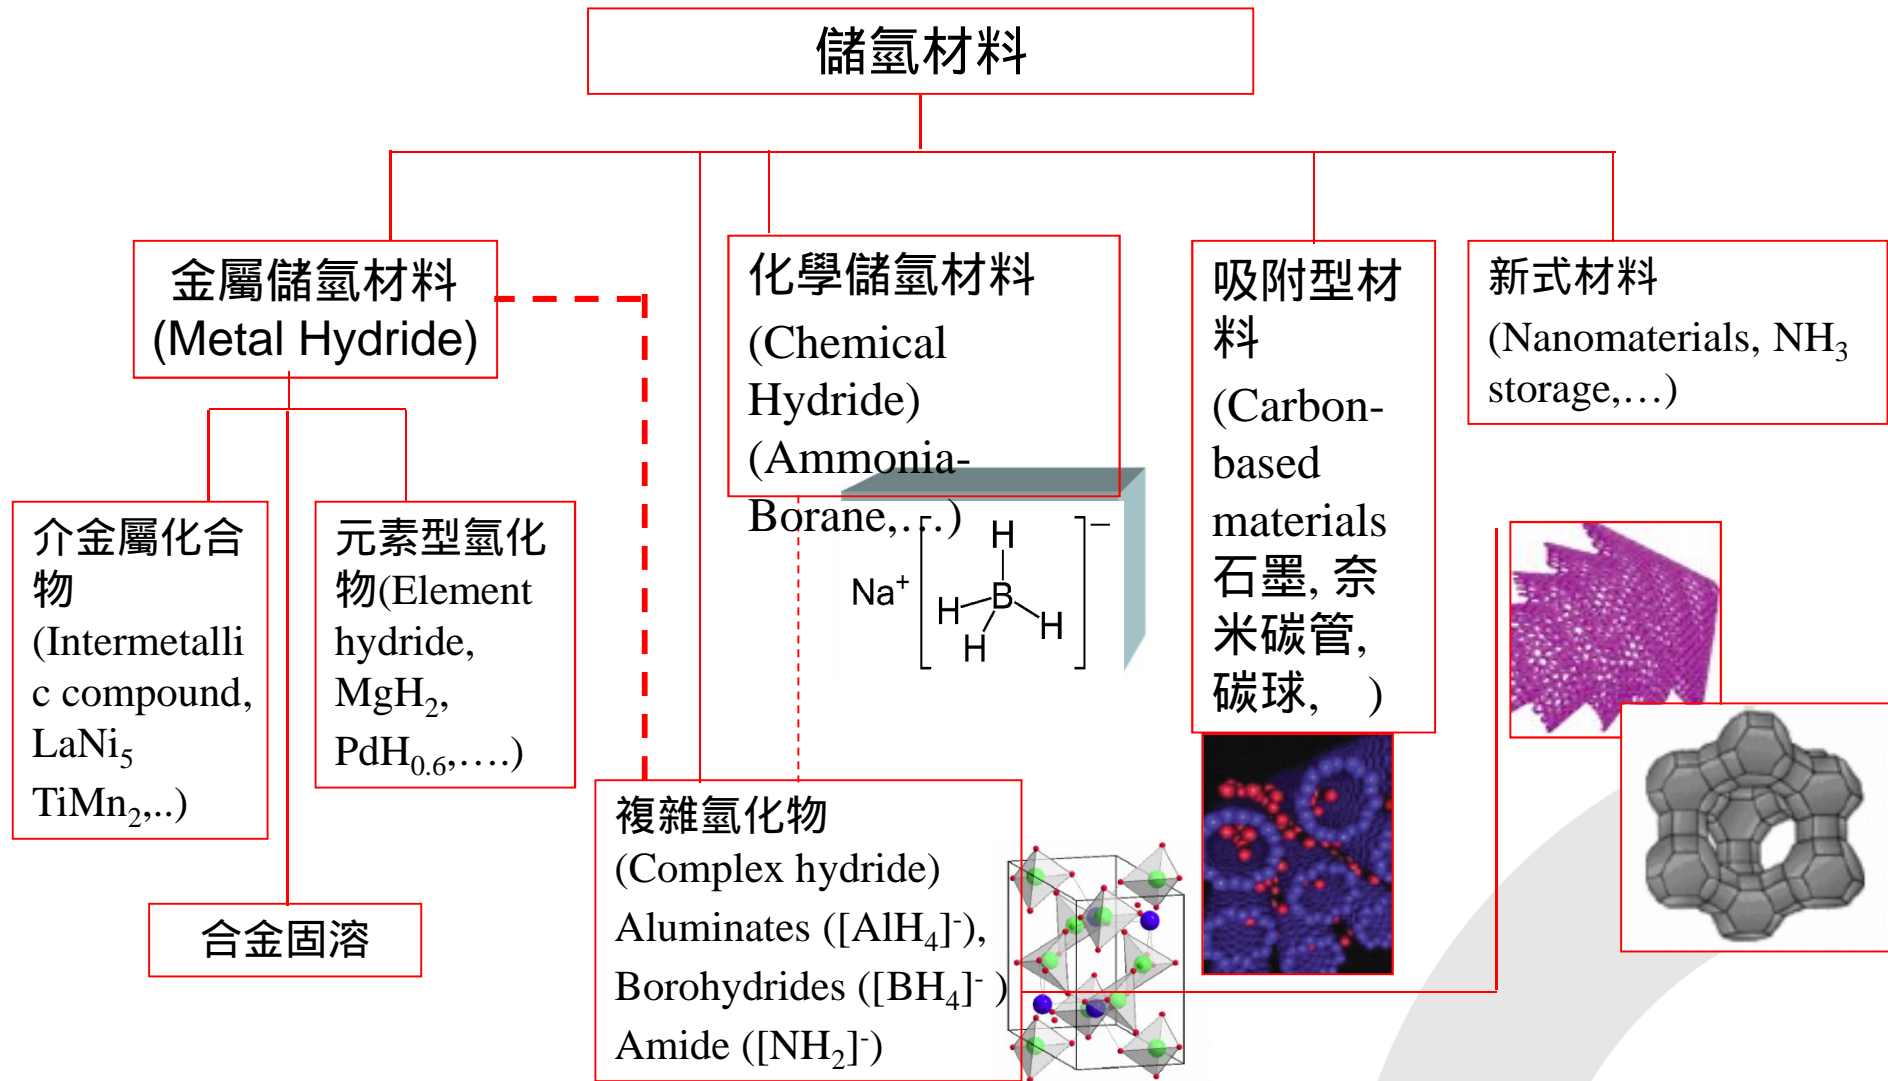 儲氫材料
金屬儲氫材料
(Metal Hydride)
化學儲氫材料
(Chemical
Hydride)
(Ammonia-
Borane,…)
吸附型材
料
(Carbon-
based
materials
石墨, 奈
米碳管,
碳球, )
新式材料
(Nanomaterials, NH₃
storage,…)
介金屬化合
物
(Intermetalli
c compound,
LaNi₅
TiMn₂,..)
元素型氫化
物(Element
hydride,
MgH₂,
PdH₀.₆,….)
合金固溶
Na⁺
H
B
H
H
H
–
複雜氫化物
(Complex hydride)
Aluminates ([AlH₄]⁻),
Borohydrides ([BH₄]⁻ )
Amide ([NH₂]⁻)